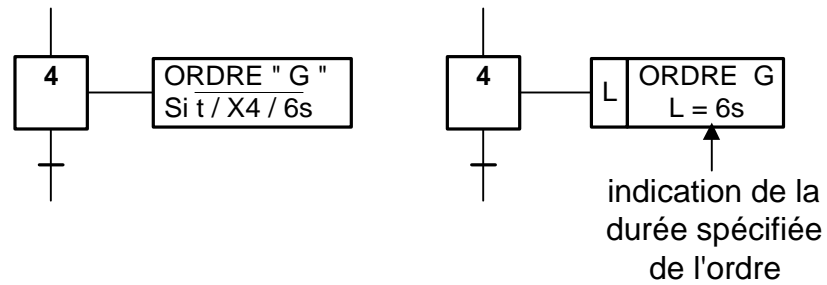 4
ORDRE " G "
Si t / X4 / 6s
4
L
ORDRE G
L = 6s
indication de la
durée spécifiée
de l'ordre